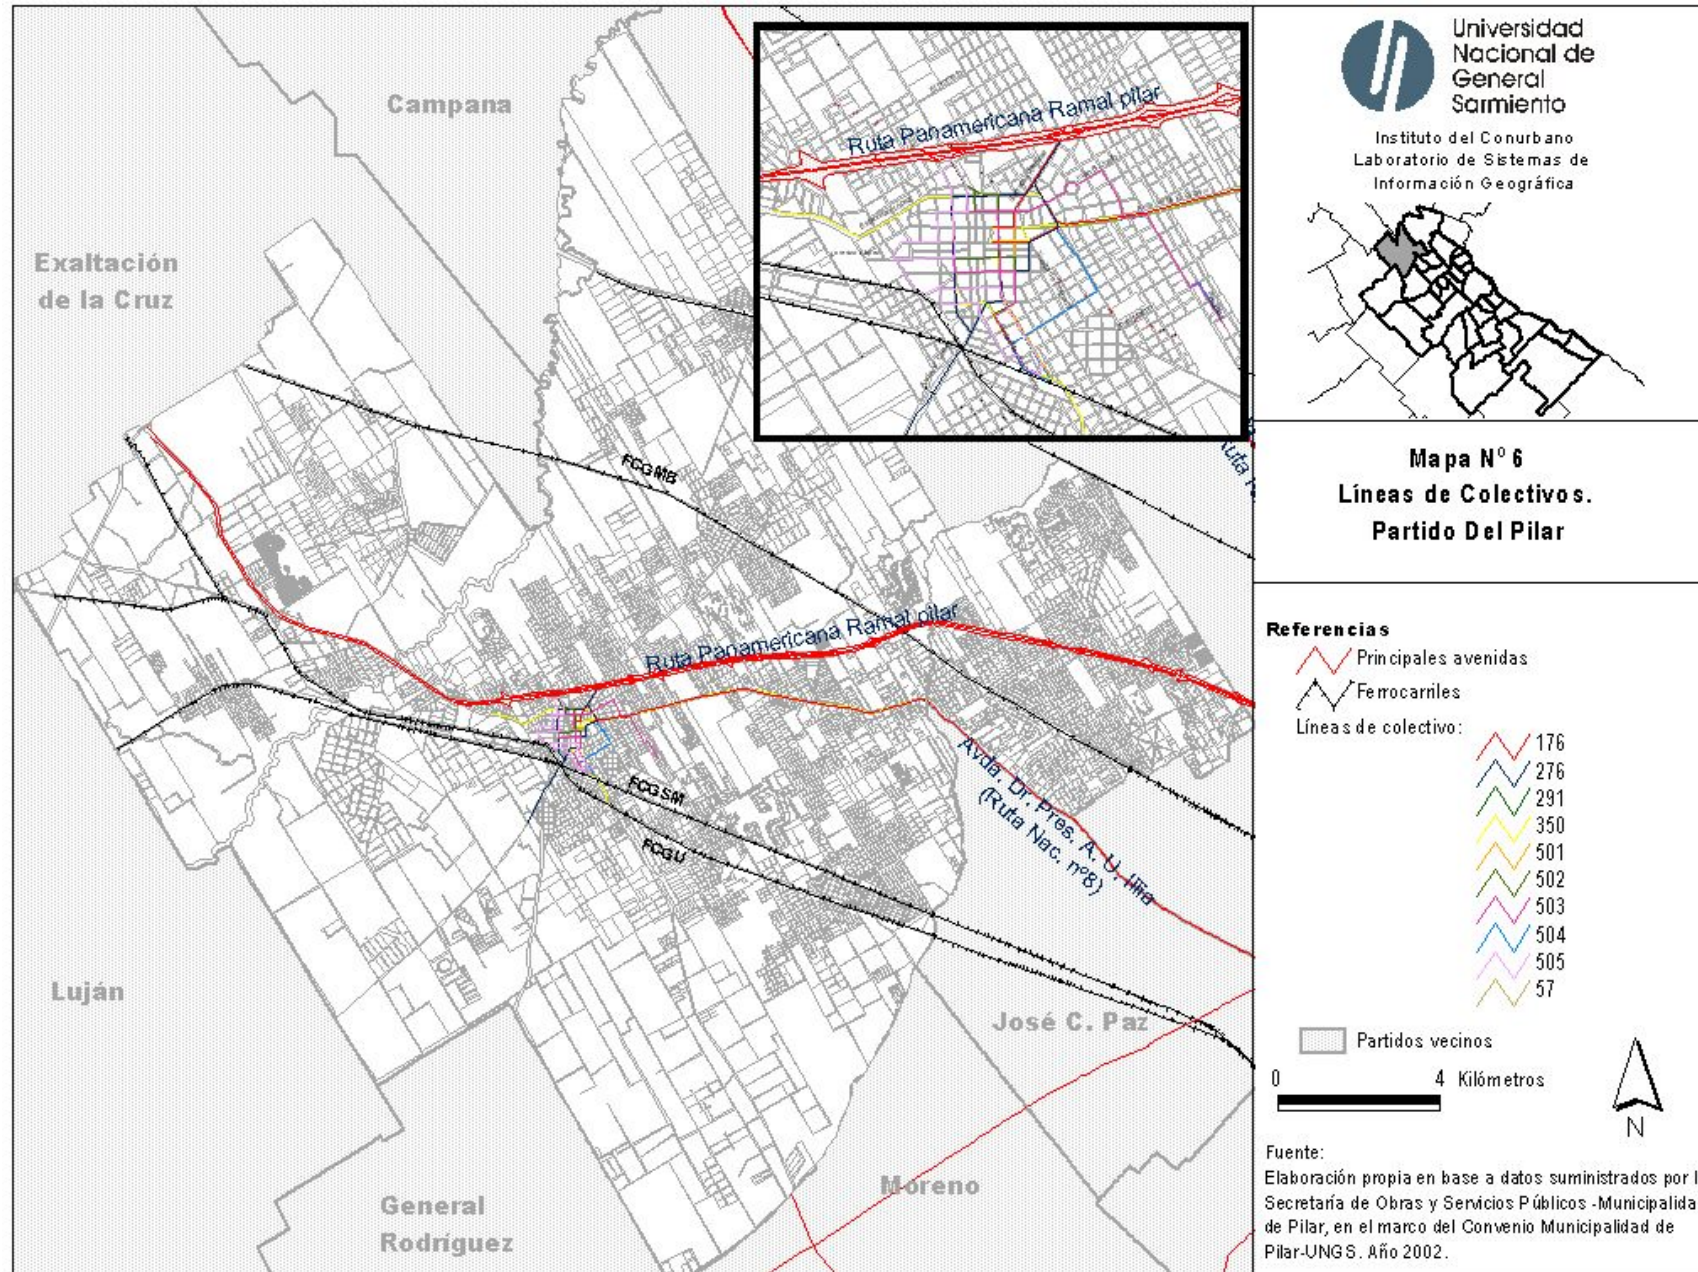 Campana
Exaltación
de la Cruz
Ruta Panamericana Ramal pilar
FCGMB
Ruta Panamericana Ramal pilar
FCGSM
FCGU
Avda. Dr. Pres. A. U. Illia
(Ruta Nac. nº8)
Luján
José C. Paz
Moreno
General
Rodríguez
Ruta
Universidad
Nacional de
General
Sarmiento
Instituto del Conurbano
Laboratorio de Sistemas de
Información Geográfica
Mapa Nº 6
Líneas de Colectivos.
Partido Del Pilar
Referencias
Principales avenidas
Ferrocarriles
Líneas de colectivo:
176
276
291
350
501
502
503
504
505
57
Partidos vecinos
0 4 Kilómetros
N
Fuente:
Elaboración propia en base a datos suministrados por l
Secretaría de Obras y Servicios Públicos -Municipalida
de Pilar, en el marco del Convenio Municipalidad de
Pilar-UNGS. Año 2002.